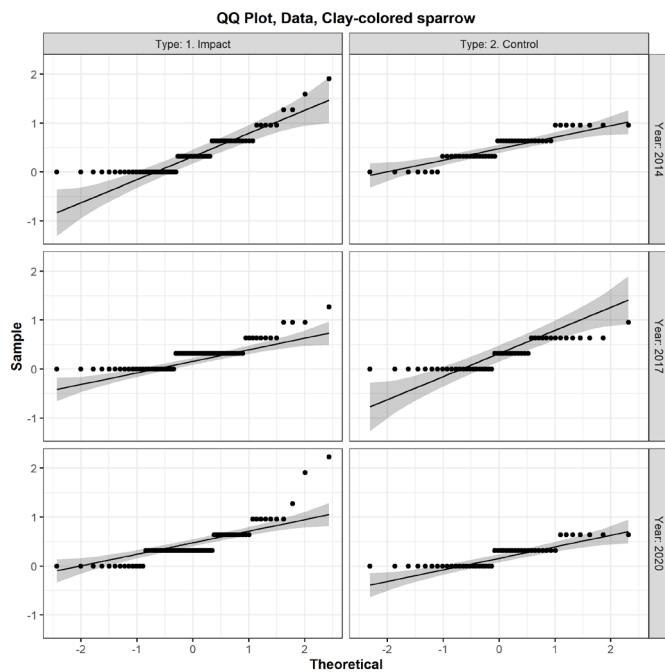 QQ Plot, Data, Clay-colored sparrow
Type: 1. Impact
Type: 2. Control
2
1
0
-1
Year: 2014
2
1
0
-1
Year: 2017
2
1
0
-1
Year: 2020
Sample
-2 -1 0 1 2
-2 -1 0 1 2
Theoretical